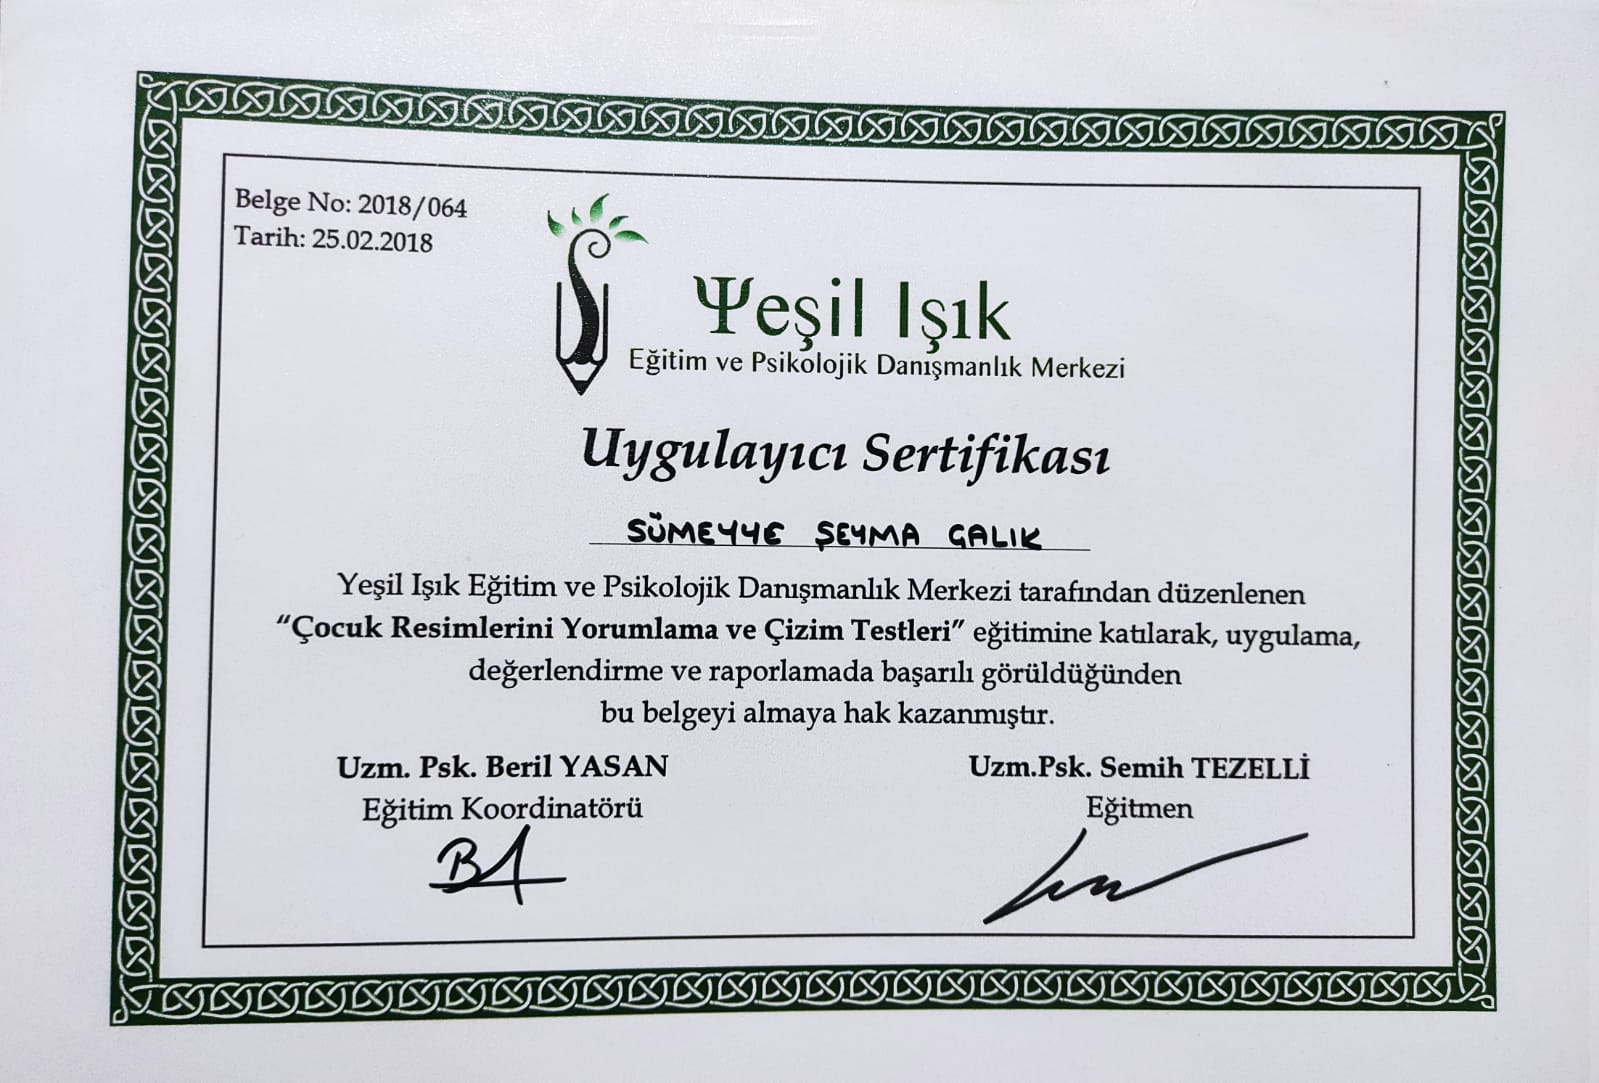 Belge No: 2018/064
Tarih: 25.02.2018
Ψeşil Işık
Eğitim ve Psikolojik Danışmanlık Merkezi
Uygulayıcı Sertifikası
SÜMEYYE ŞEYMA ÇALIK
Yeşil Işık Eğitim ve Psikolojik Danışmanlık Merkezi tarafından düzenlenen
“Çocuk Resimlerini Yorumlama ve Çizim Testleri” eğitimine katılarak, uygulama,
değerlendirme ve raporlamada başarılı görüldüğünden
bu belgeyi almaya hak kazanmıştır.
Uzm. Psk. Beril YASAN
Eğitim Koordinatörü
Uzm.Psk. Semih TEZELLİ
Eğitmen